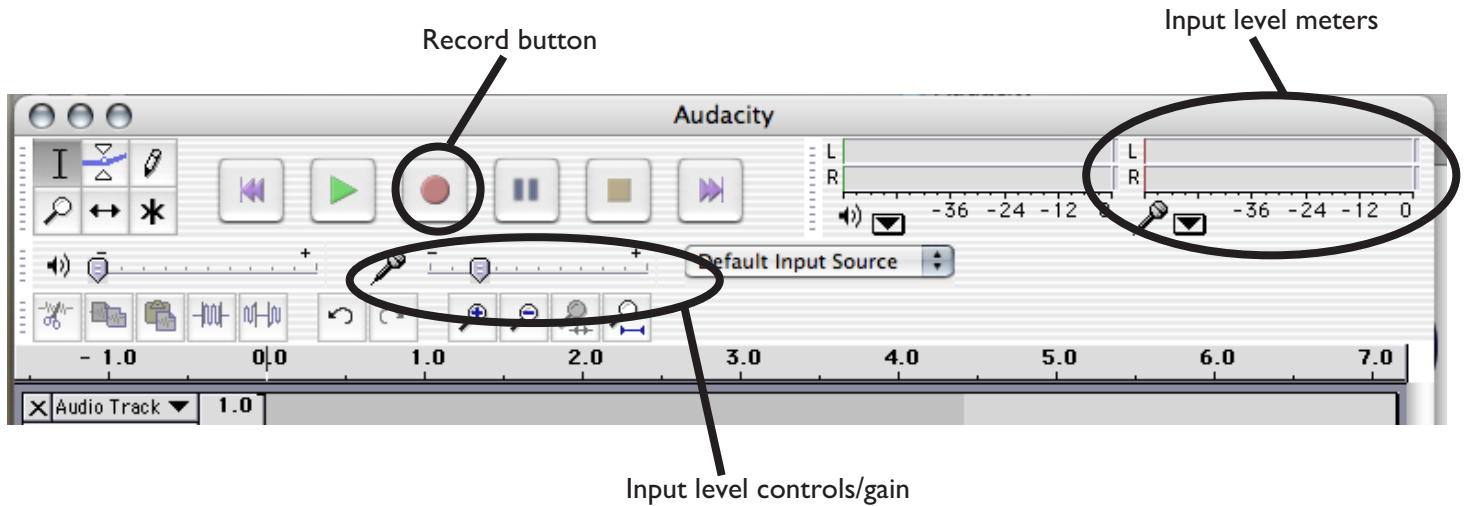 Input level meters
Record button
Audacity
L L
R R
-36 -24 -12 -36 -24 -12 0
- + - +
Default Input Source
- 1.0 0.0 1.0 2.0 3.0 4.0 5.0 6.0 7.0
Audio Track 1.0
Input level controls/gain